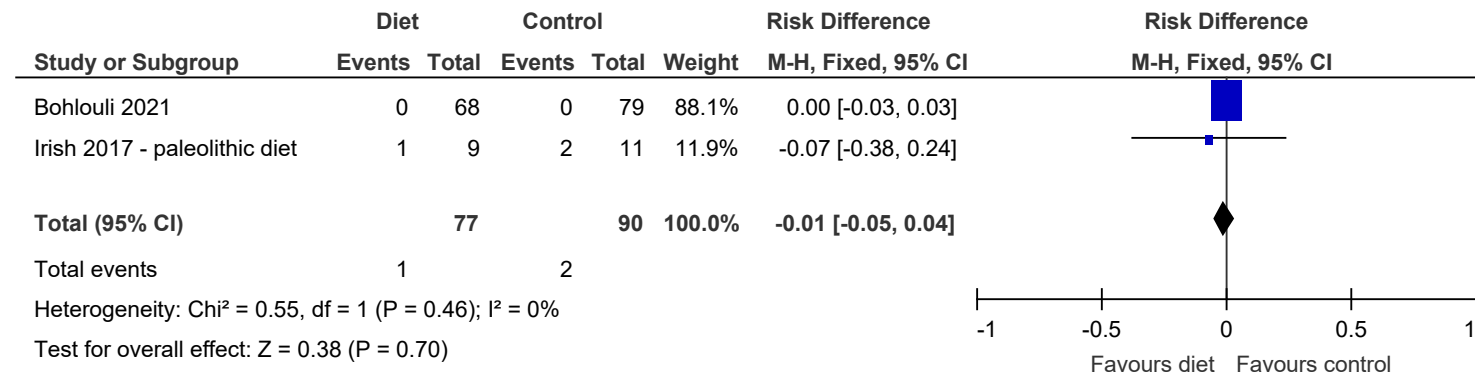 Diet Control Risk Difference Risk Difference
Study or Subgroup Events Total Events Total Weight M-H, Fixed, 95% CI M-H, Fixed, 95% CI
Bohlouli 2021 0 68 0 79 88.1% 0.00 [-0.03, 0.03]
Irish 2017 - paleolithic diet 1 9 2 11 11.9% -0.07 [-0.38, 0.24]
Total (95% CI) 77 90 100.0% -0.01 [-0.05, 0.04]
Total events 1 2
Heterogeneity: Chi² = 0.55, df = 1 (P = 0.46); I² = 0%
Test for overall effect: Z = 0.38 (P = 0.70)
-1 -0.5 0 0.5 1
Favours diet Favours control